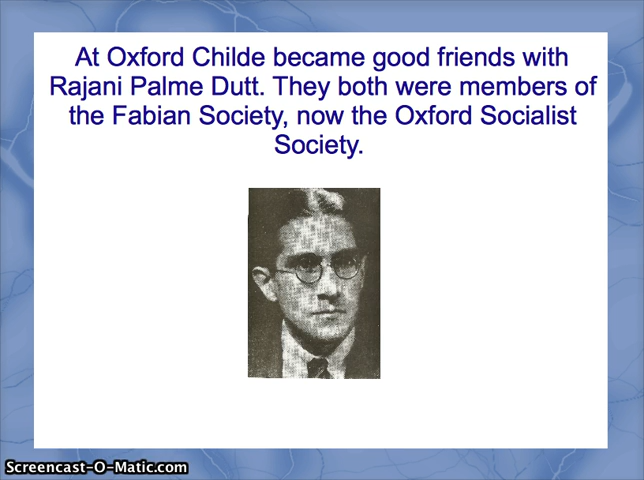 At Oxford Childe became good friends with
Rajani Palme Dutt. They both were members of
the Fabian Society, now the Oxford Socialist
Society.
Screencast-O-Matic.com